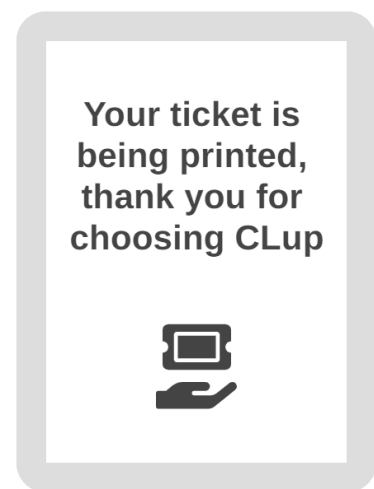 Your ticket is
being printed,
thank you for
choosing CLup